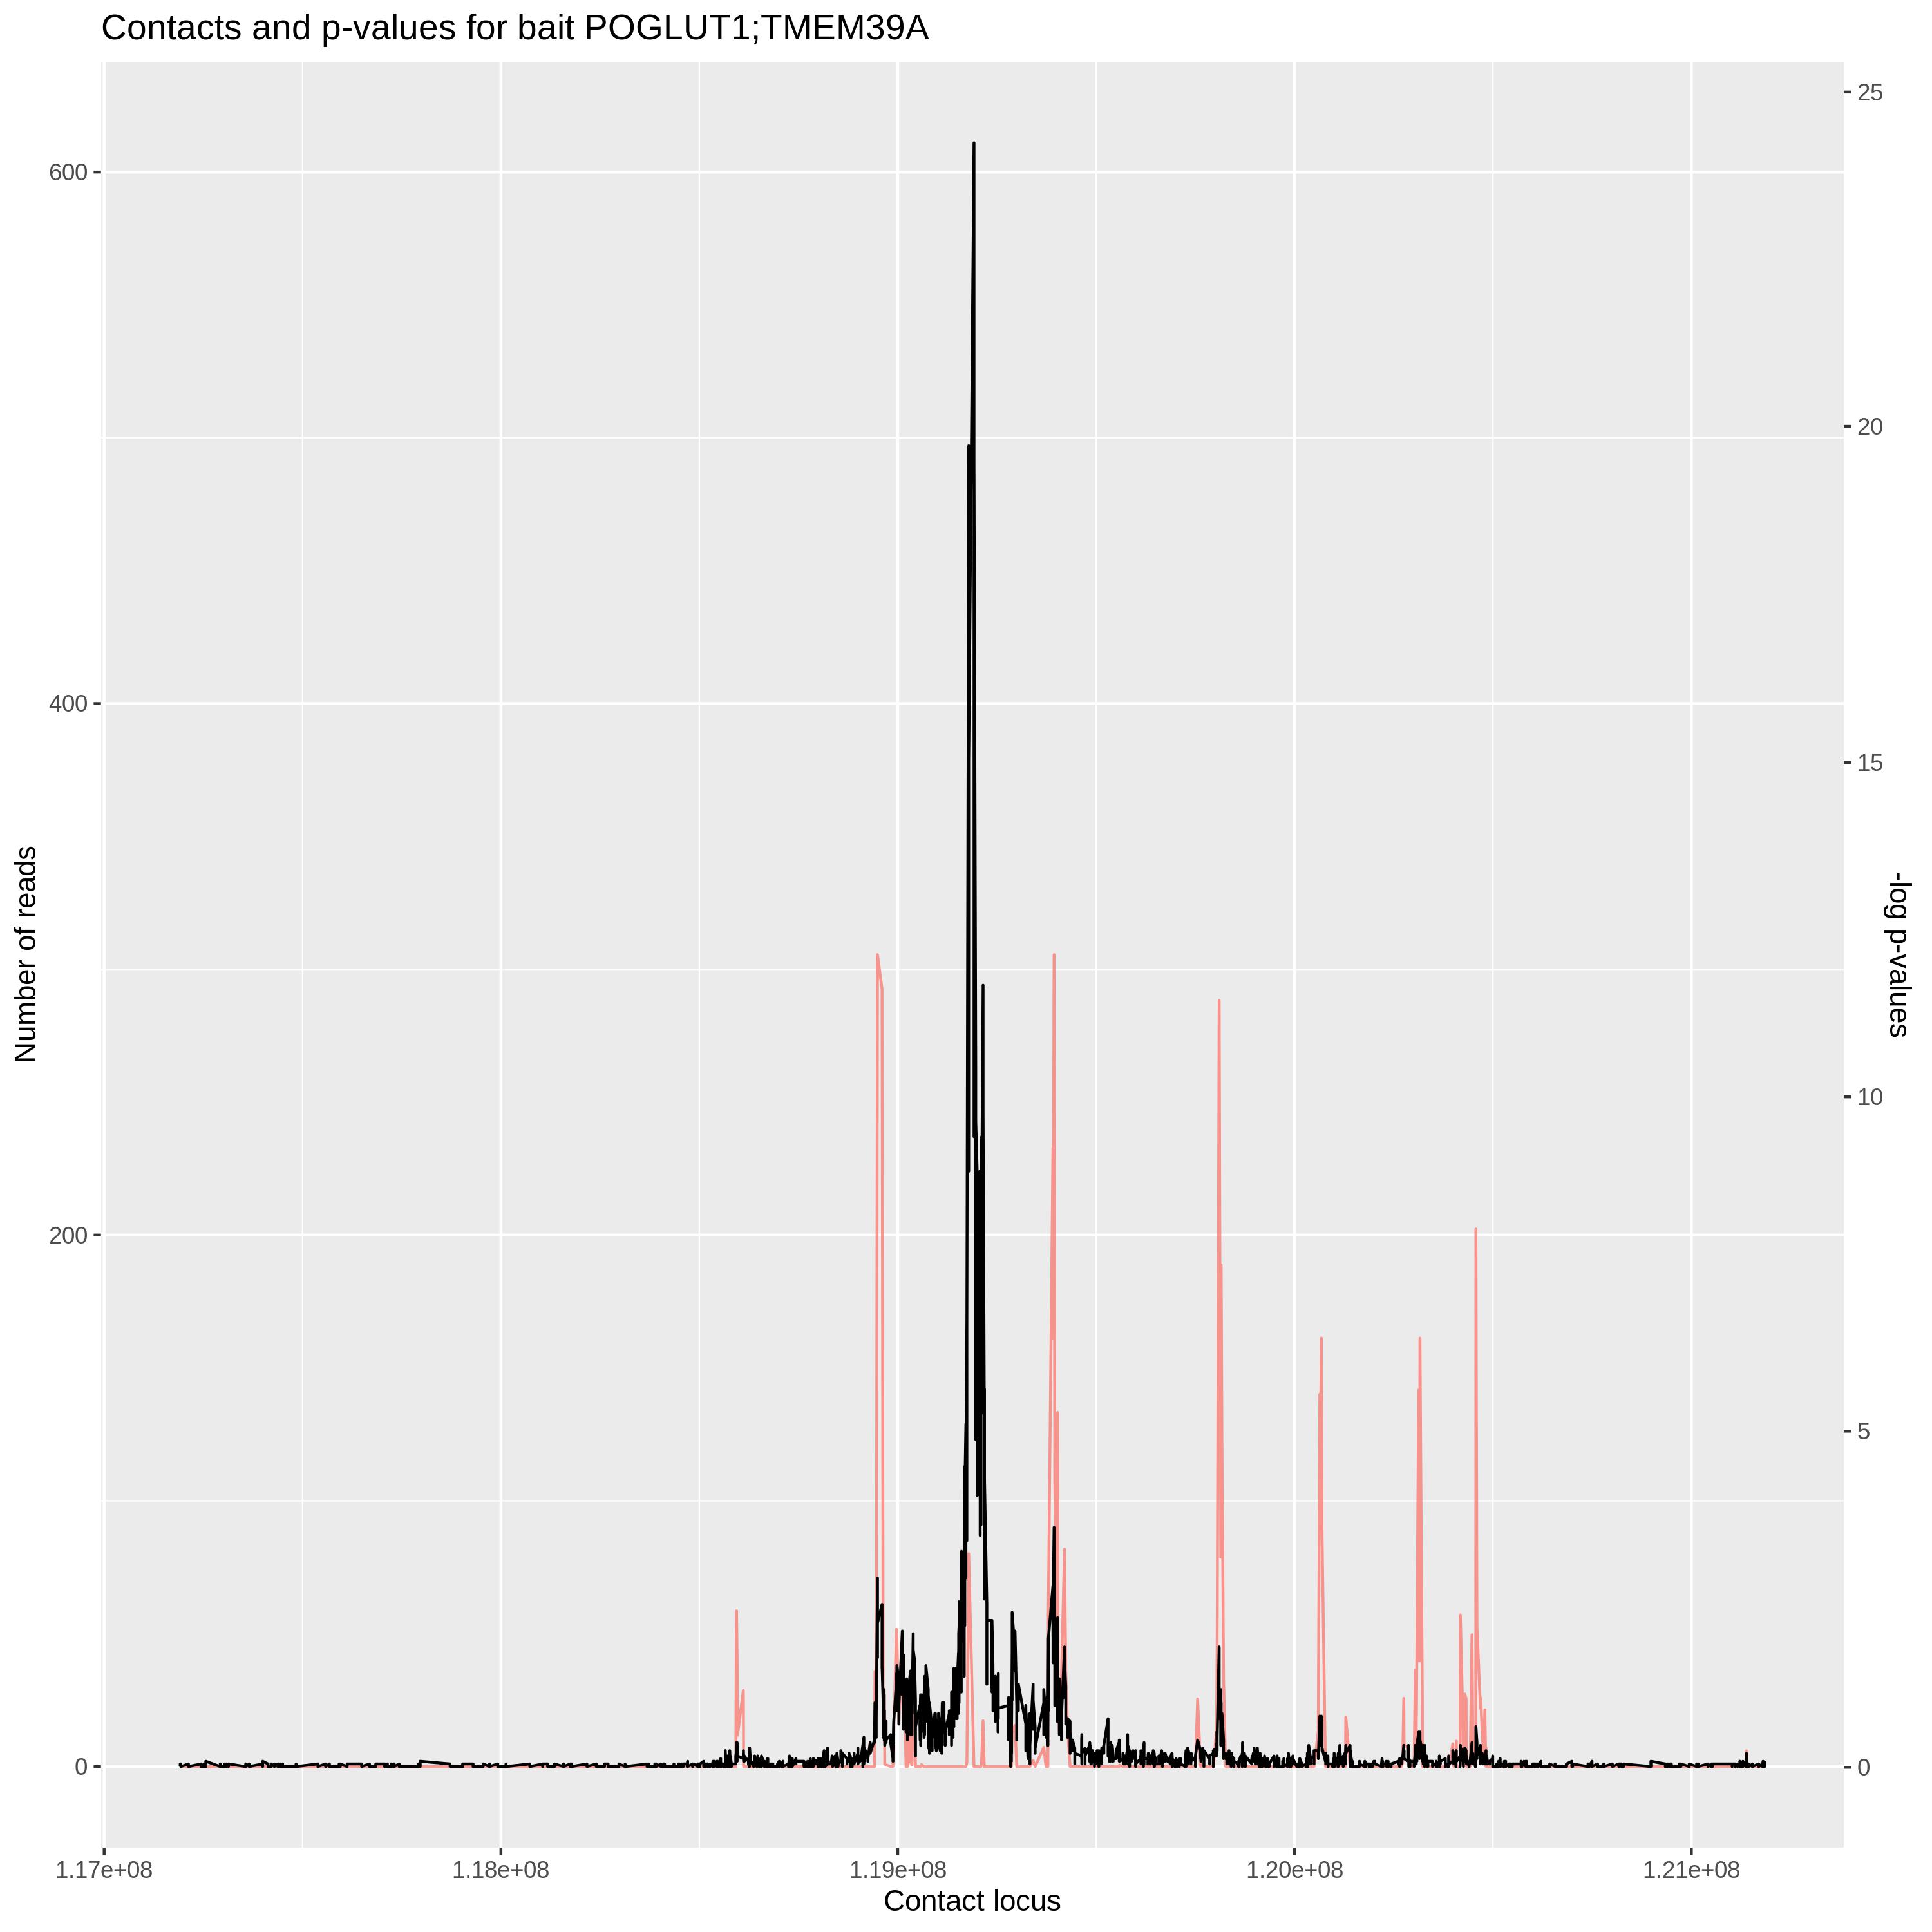 Contacts and p-values for bait POGLUT1;TMEM39A
600
400
200
0
Number of reads
25
20
15
10
5
0
-log p-values
1.17e+08
1.18e+08
1.19e+08
1.20e+08
1.21e+08
Contact locus